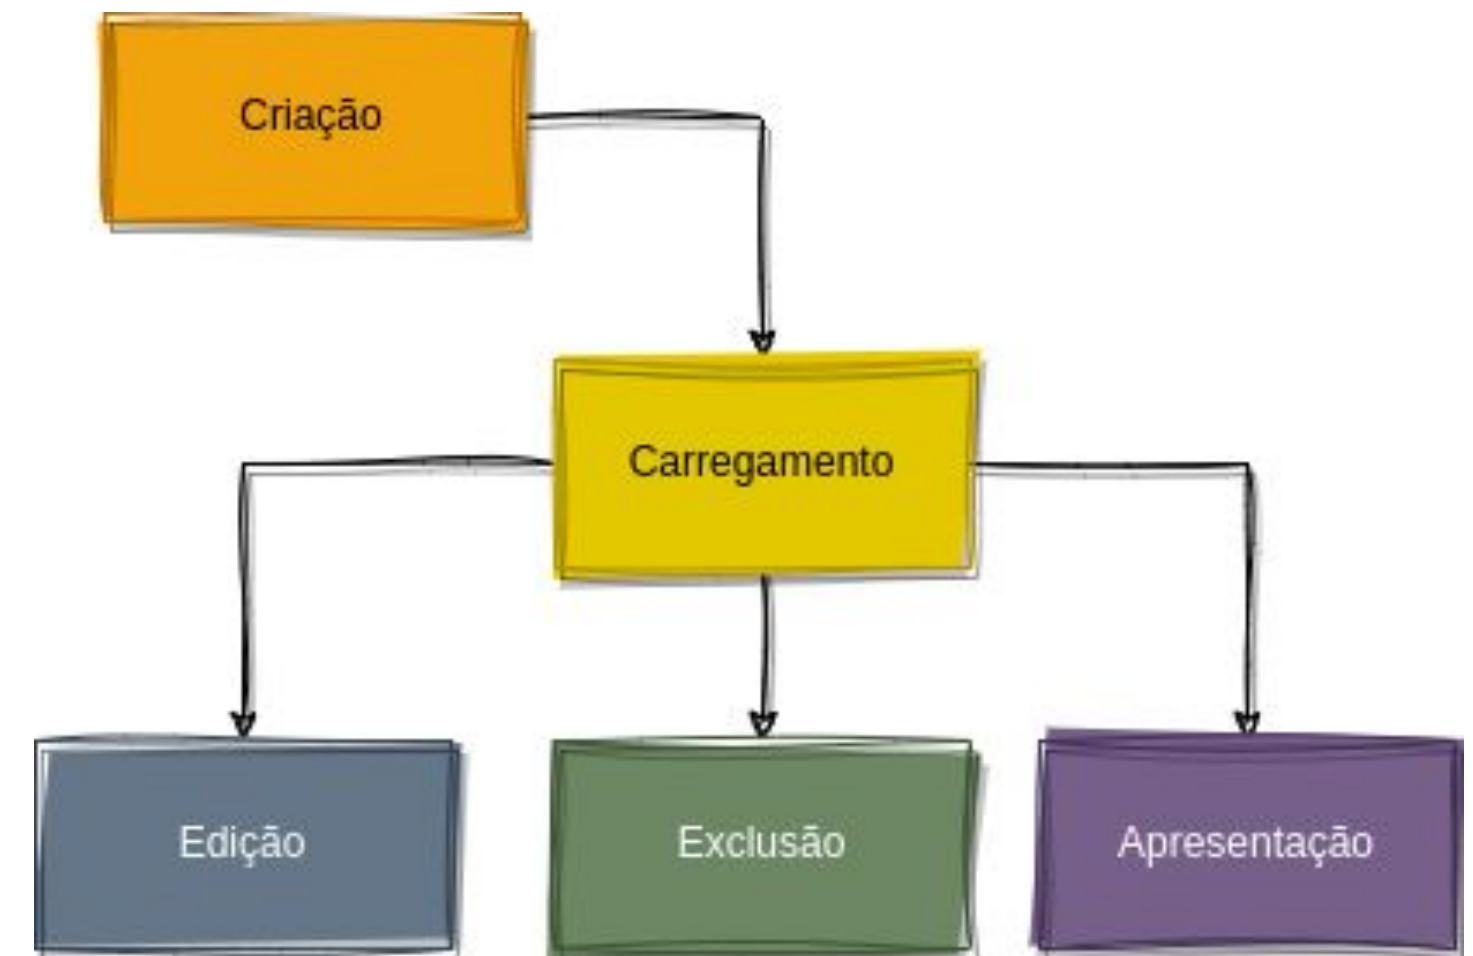 Criação
Carregamento
Edição
Exclusão
Apresentação